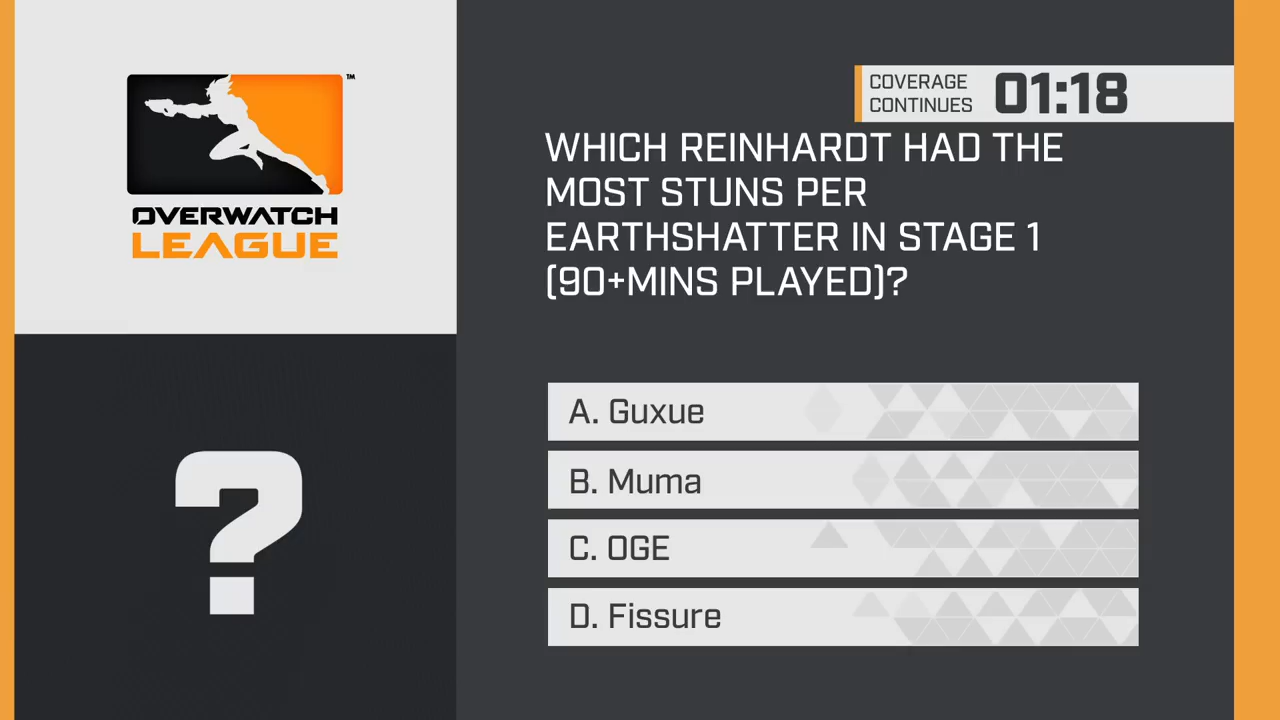 TM
OVERWATCH
LEAGUE
COVERAGE
CONTINUES
01:18
WHICH REINHARDT HAD THE
MOST STUNS PER
EARTHSHATTER IN STAGE 1
(90+MINS PLAYED)?
?
A. Guxue
B. Muma
C. OGE
D. Fissure